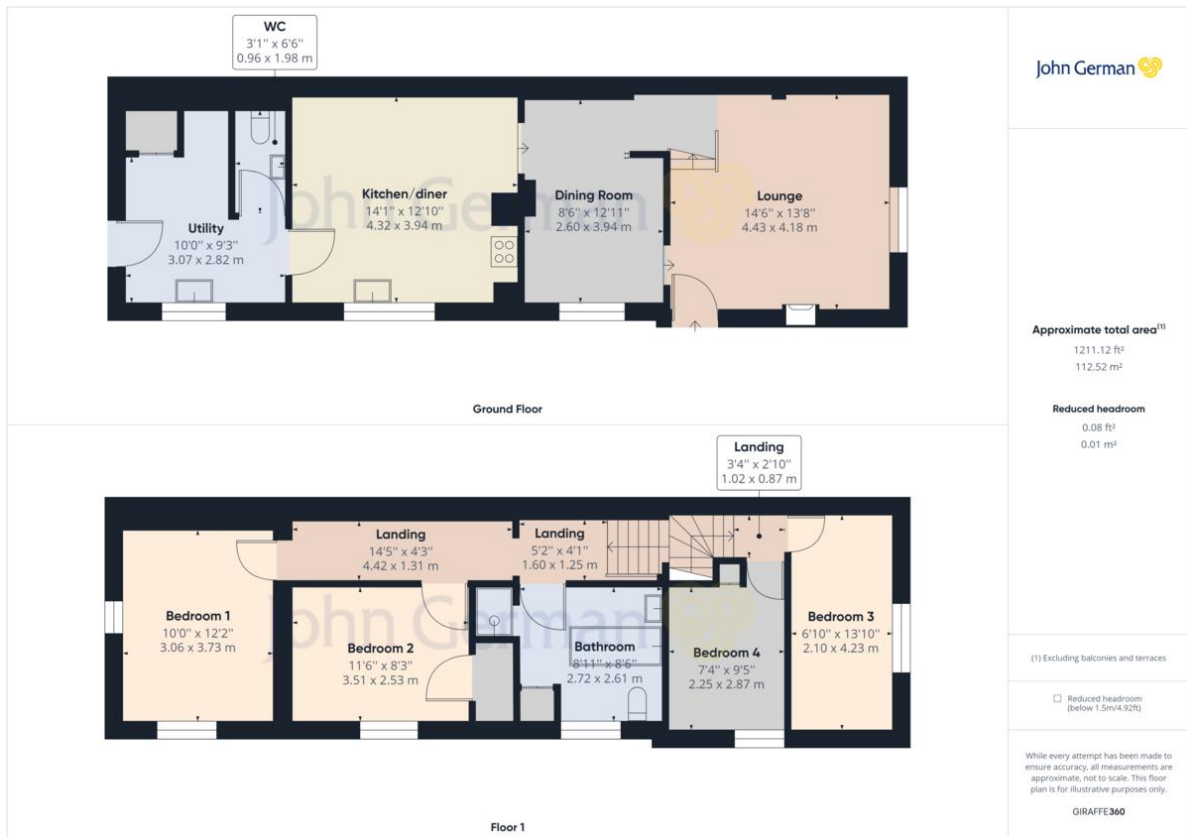 WC
3'1" x 6'6"
0.96 x 1.98 m
Kitchen/diner
14'1" x 12'10"
4.32 x 3.94 m
Dining Room
8'6" x 12'11"
2.60 x 3.94 m
Lounge
14'6" x 13'8"
4.43 x 4.18 m
Utility
10'0" x 9'3"
3.07 x 2.82 m
John German
Ground Floor
Landing
3'4" x 2'10"
1.02 x 0.87 m
Landing
14'5" x 4'3"
4.42 x 1.31 m
Landing
5'2" x 4'1"
1.60 x 1.25 m
Bedroom 1
10'0" x 12'2"
3.06 x 3.73 m
Bedroom 2
11'6" x 8'3"
3.51 x 2.53 m
Bathroom
8'11" x 8'6"
2.72 x 2.61 m
Bedroom 4
7'4" x 9'5"
2.25 x 2.87 m
Bedroom 3
6'10" x 13'10"
2.10 x 4.23 m
John German
Floor 1
John German
Approximate total area(1)
1211.12 ft²
112.52 m²
Reduced headroom
0.08 ft²
0.01 m²
(1) Excluding balconies and terraces
Reduced headroom
(below 1.5m/4.92ft)
While every attempt has been made to
ensure accuracy, all measurements are
approximate, not to scale. This floor
plan is for illustrative purposes only.
GIRAFFE360